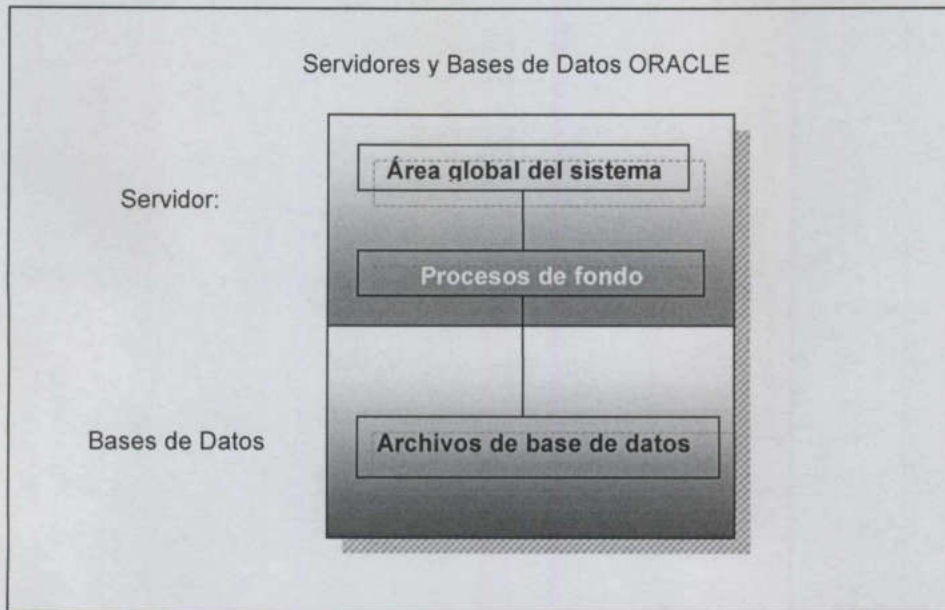 Servidores y Bases de Datos ORACLE
Servidor:
Área global del sistema
Procesos de fondo
Bases de Datos
Archivos de base de datos